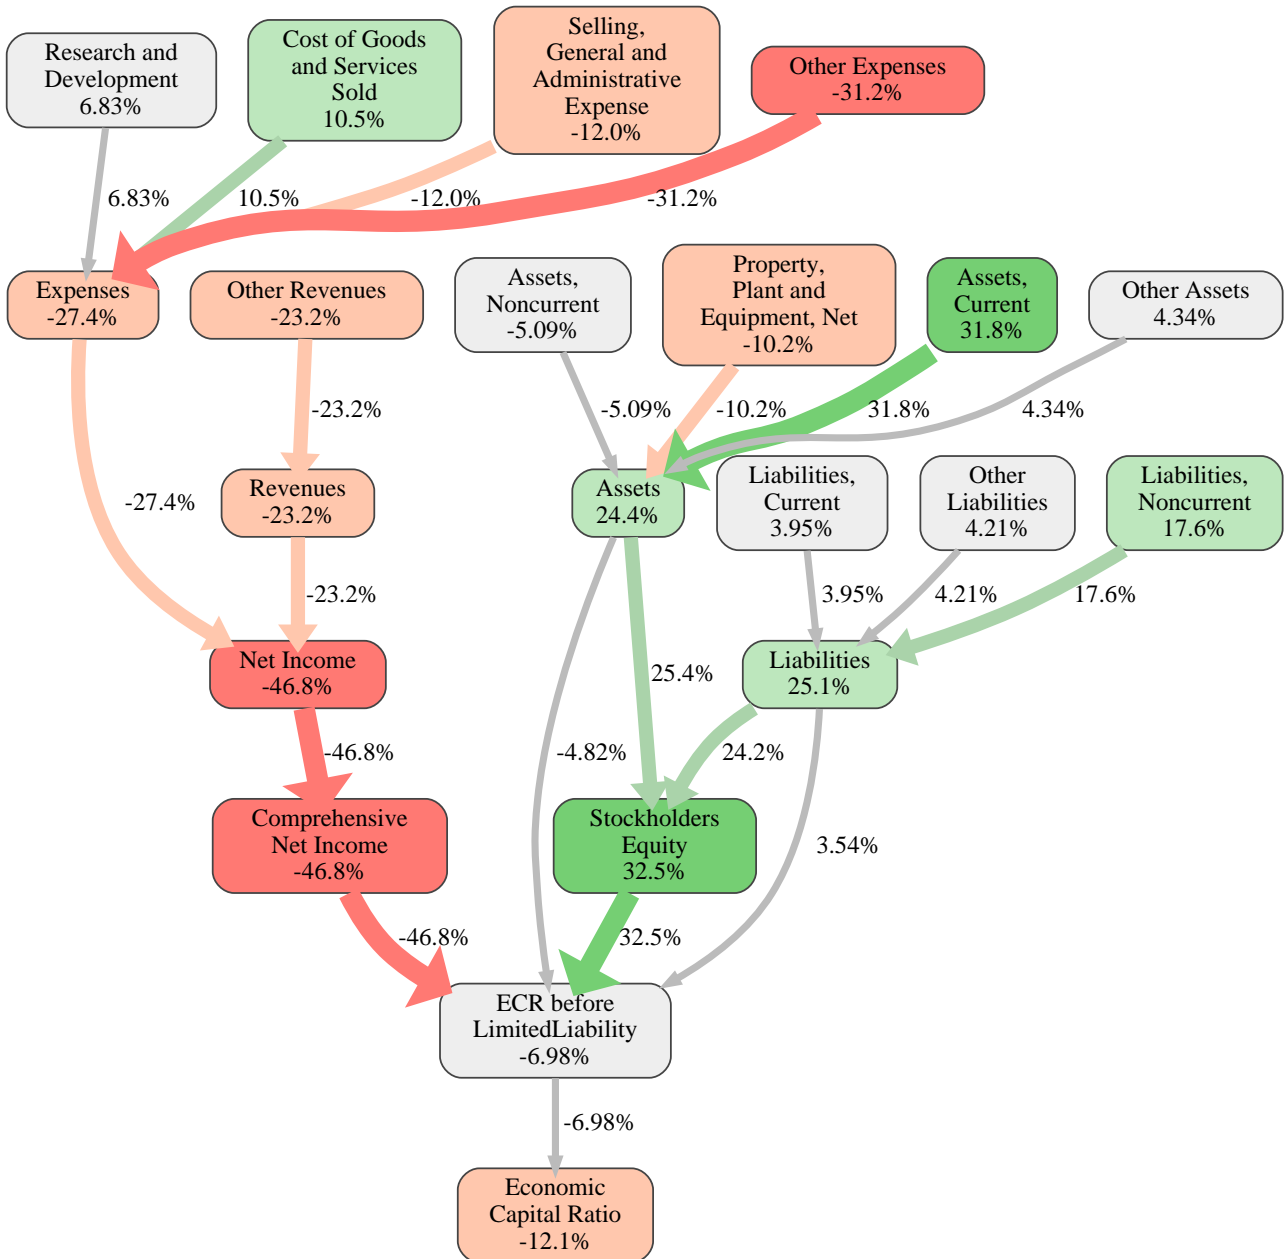 Research and
Development
6.83%
Cost of Goods
and Services
Sold
10.5%
Selling,
General and
Administrative
Expense
-12.0%
Other Expenses
-31.2%
6.83%
10.5%
-12.0%
-31.2%
Expenses
-27.4%
Other Revenues
-23.2%
Assets,
Noncurrent
-5.09%
Property,
Plant and
Equipment, Net
-10.2%
Assets,
Current
31.8%
Other Assets
4.34%
-23.2%
-5.09%
-10.2%
31.8%
4.34%
-27.4%
Revenues
-23.2%
Assets
24.4%
Liabilities,
Current
3.95%
Other
Liabilities
4.21%
Liabilities,
Noncurrent
17.6%
-23.2%
3.95%
4.21%
17.6%
Net Income
-46.8%
25.4%
Liabilities
25.1%
-46.8%
-4.82%
24.2%
Comprehensive
Net Income
-46.8%
Stockholders
Equity
32.5%
3.54%
-46.8%
32.5%
ECR before
LimitedLiability
-6.98%
-6.98%
Economic
Capital Ratio
-12.1%